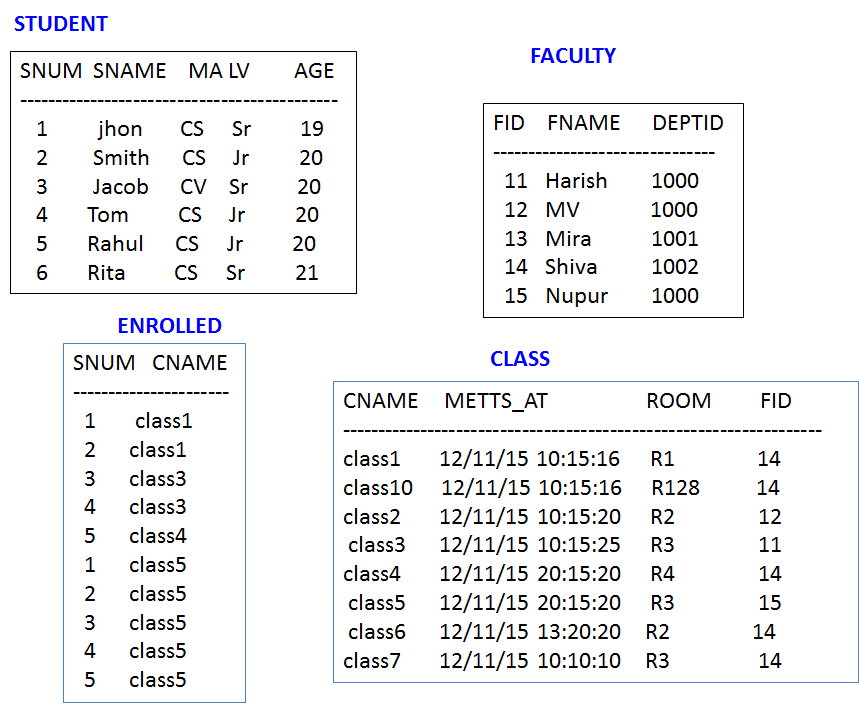 STUDENT
SNUM SNAME MA LV AGE
---------------------------------------------
1 jhon CS Sr 19
2 Smith CS Jr 20
3 Jacob CV Sr 20
4 Tom CS Jr 20
5 Rahul CS Jr 20
6 Rita CS Sr 21
FACULTY
FID FNAME DEPTID
--------------------------------
11 Harish 1000
12 MV 1000
13 Mira 1001
14 Shiva 1002
15 Nupur 1000
ENROLLED
SNUM CNAME
----------------------
1 class1
2 class1
3 class3
4 class3
5 class4
1 class5
2 class5
3 class5
4 class5
5 class5
CLASS
CNAME METTS_AT ROOM FID
--------------------------------------------------------------------
class1 12/11/15 10:15:16 R1 14
class10 12/11/15 10:15:16 R128 14
class2 12/11/15 10:15:20 R2 12
class3 12/11/15 10:15:25 R3 11
class4 12/11/15 20:15:20 R4 14
class5 12/11/15 20:15:20 R3 15
class6 12/11/15 13:20:20 R2 14
class7 12/11/15 10:10:10 R3 14